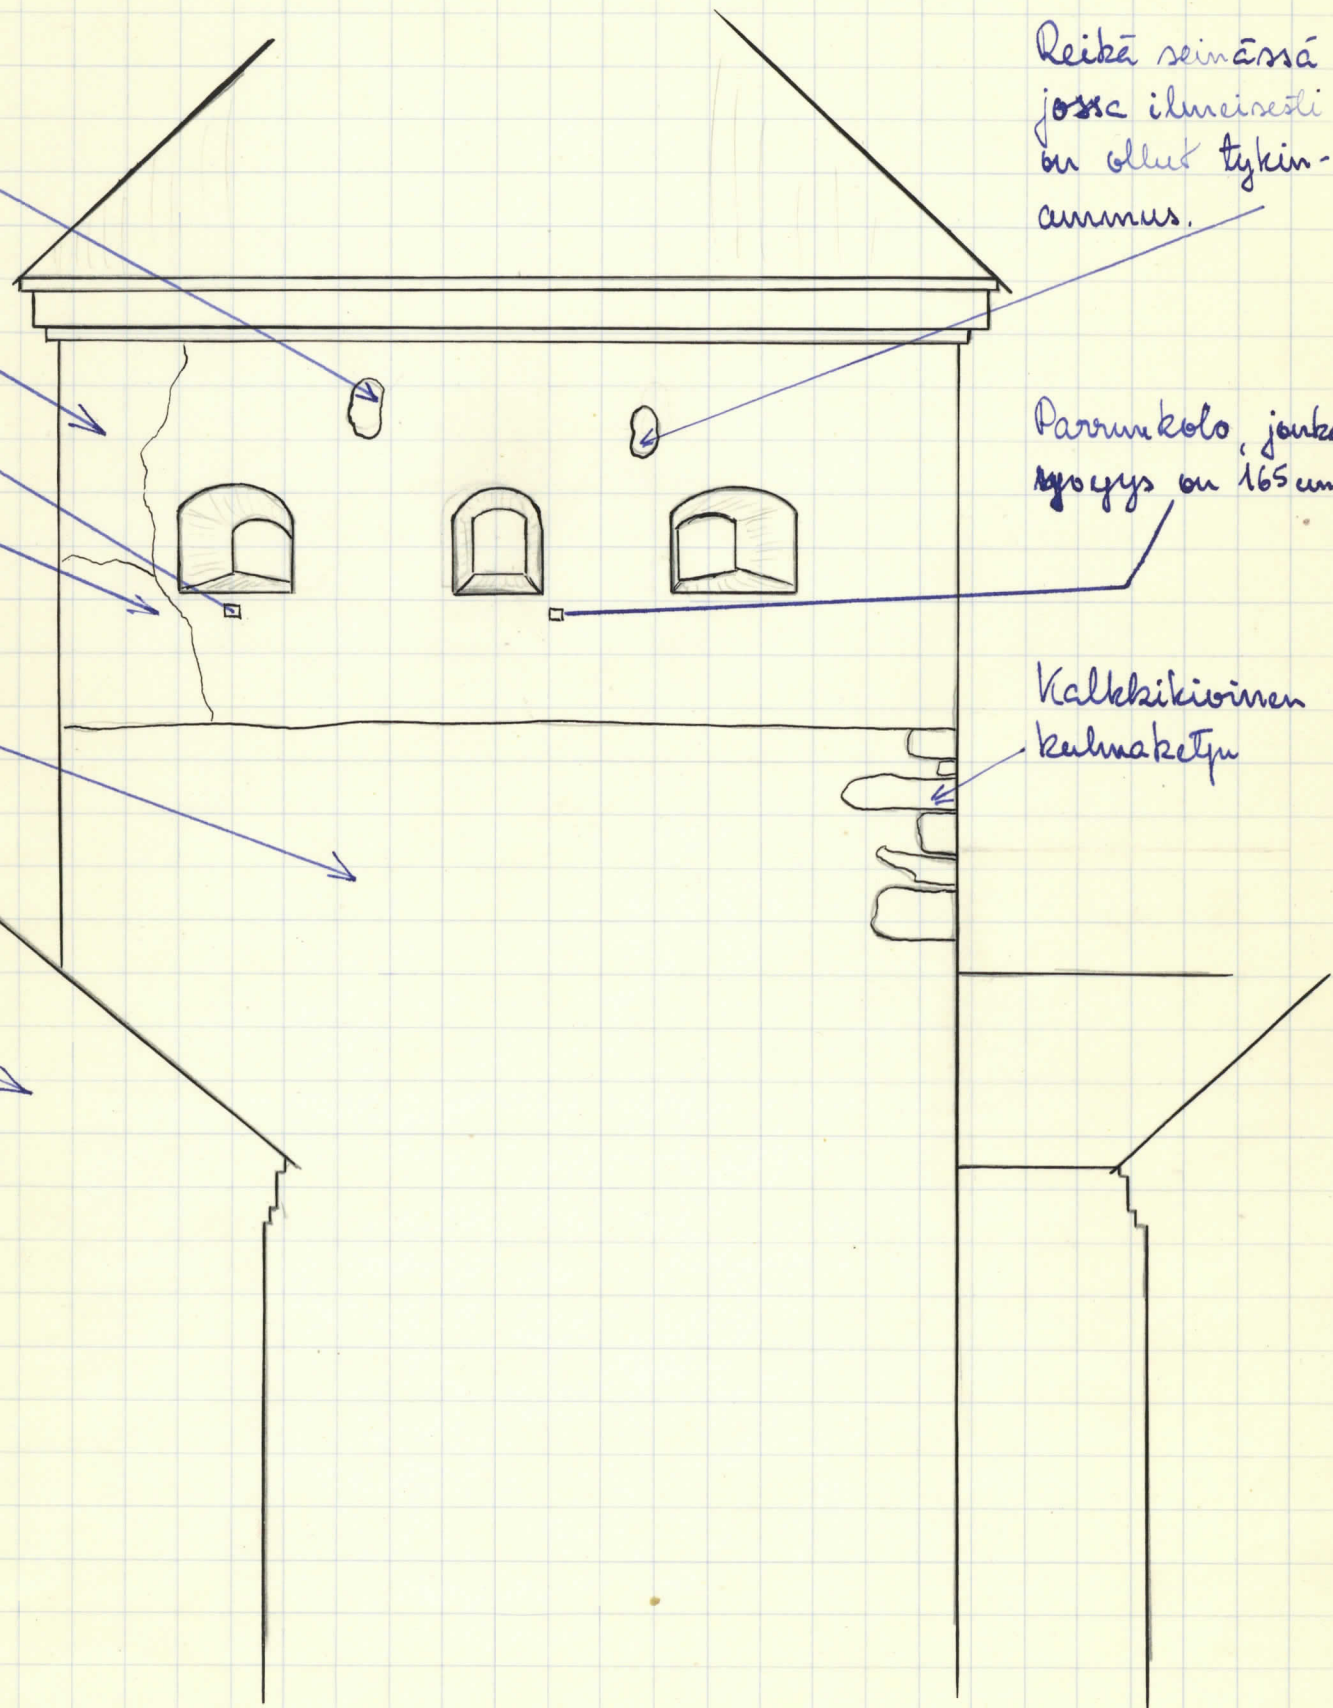 Reikä seinässä
jossa ilmeisesti
on ollut tykin-
ammus.
Parrunkolo, jonka
syvyys on 165 cm
Kalkkikivinen
kulmaketju